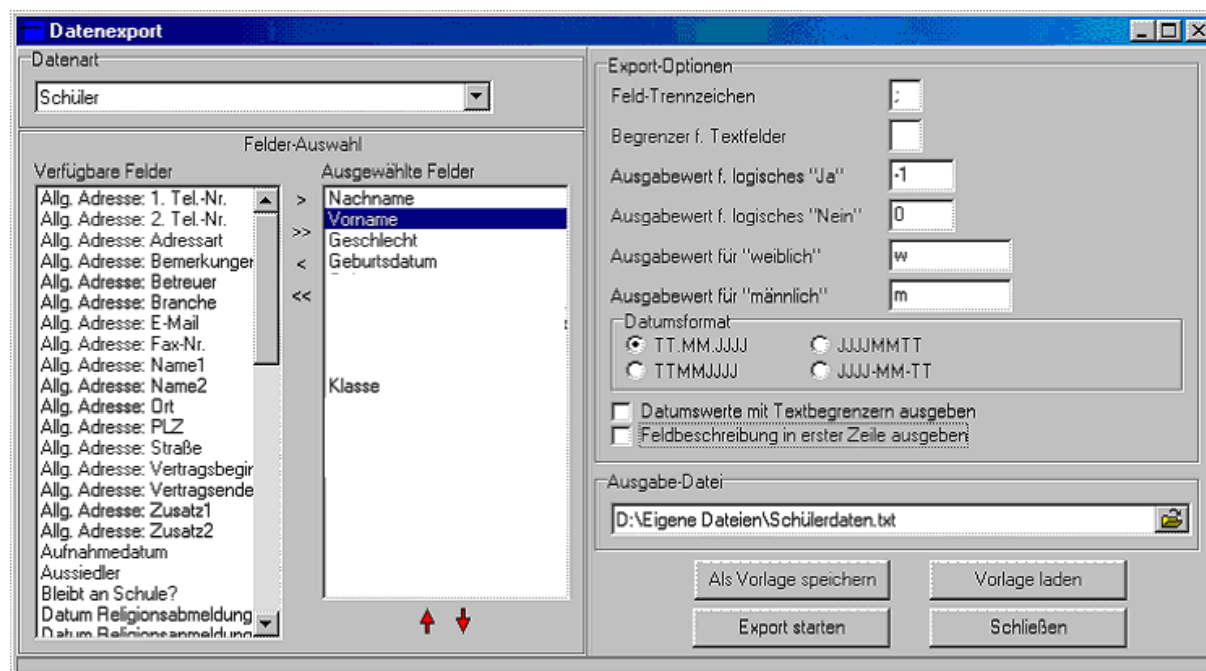 Datenexport
Datenart
Schüler
Felder-Auswahl
Verfügbare Felder
Allg. Adresse: 1. Tel.-Nr.
Allg. Adresse: 2. Tel.-Nr.
Allg. Adresse: Adressart
Allg. Adresse: Bemerkunger
Allg. Adresse: Betreuer
Allg. Adresse: Branche
Allg. Adresse: E-Mail
Allg. Adresse: Fax-Nr.
Allg. Adresse: Name1
Allg. Adresse: Name2
Allg. Adresse: Ort
Allg. Adresse: PLZ
Allg. Adresse: Straße
Allg. Adresse: Vertragsbegir
Allg. Adresse: Vertragsende
Allg. Adresse: Zusatz1
Allg. Adresse: Zusatz2
Aufnahmedatum
Aussiedler
Bleibt an Schule?
Datum Religionsabmeldung
Datum Religionsanmeldung
>
>>
<
<<
Ausgewählte Felder
Nachname
Vorname
Geschlecht
Geburtsdatum
Klasse
Export-Optionen
Feld-Trennzeichen ;
Begrenzer f. Textfelder
Ausgabewert f. logisches "Ja" -1
Ausgabewert f. logisches "Nein" 0
Ausgabewert für "weiblich" w
Ausgabewert für "männlich" m
Datumsformat
TT.MM.JJJJ JJJJMMTT
TTMMJJJJ JJJJ-MM-TT
Datumswerte mit Textbegrenzern ausgeben
Feldbeschreibung in erster Zeile ausgeben
Ausgabe-Datei
D:\Eigene Dateien\Schülerdaten.txt
Als Vorlage speichern Vorlage laden
Export starten Schließen